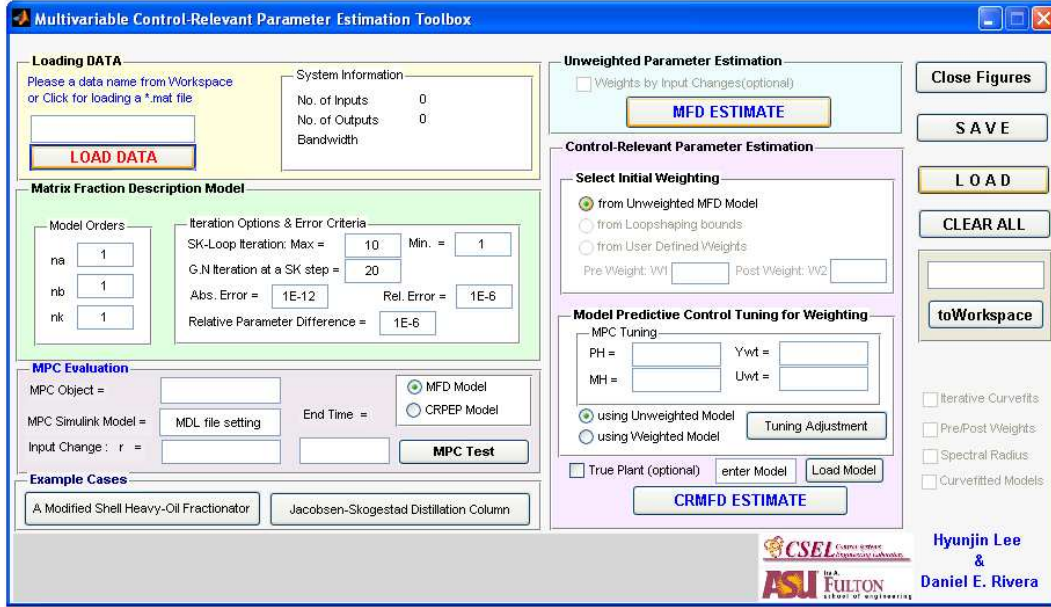 Multivariable Control-Relevant Parameter Estimation Toolbox
Loading DATA
Please a data name from Workspace
or Click for loading a *.mat file
LOAD DATA
System Information
No. of Inputs 0
No. of Outputs 0
Bandwidth
Matrix Fraction Description Model
Model Orders
na 1
nb 1
nk 1
Iteration Options & Error Criteria
SK-Loop Iteration: Max = 10 Min. = 1
G.N Iteration at a SK step = 20
Abs. Error = 1E-12 Rel. Error = 1E-6
Relative Parameter Difference = 1E-6
MPC Evaluation
MPC Object =
MPC Simulink Model = MDL file setting
Input Change : r =
End Time =
MFD Model
CRPEP Model
MPC Test
Example Cases
A Modified Shell Heavy-Oil Fractionator
Jacobsen-Skogestad Distillation Column
Unweighted Parameter Estimation
Weights by Input Changes(optional)
MFD ESTIMATE
Control-Relevant Parameter Estimation
Select Initial Weighting
from Unweighted MFD Model
from Loopshaping bounds
from User Defined Weights
Pre Weight: W1 Post Weight: W2
Model Predictive Control Tuning for Weighting
MPC Tuning
PH = Ywt =
MH = Uwt =
using Unweighted Model
using Weighted Model
Tuning Adjustment
True Plant (optional) enter Model Load Model
CRMFD ESTIMATE
Close Figures
SAVE
LOAD
CLEAR ALL
toWorkspace
Iterative Curvefits
Pre/Post Weights
Spectral Radius
Curvefitted Models
CSEL Control Systems Engineering Laboratory
ASU Ira A. FULTON
school of engineering
Hyunjin Lee
&
Daniel E. Rivera